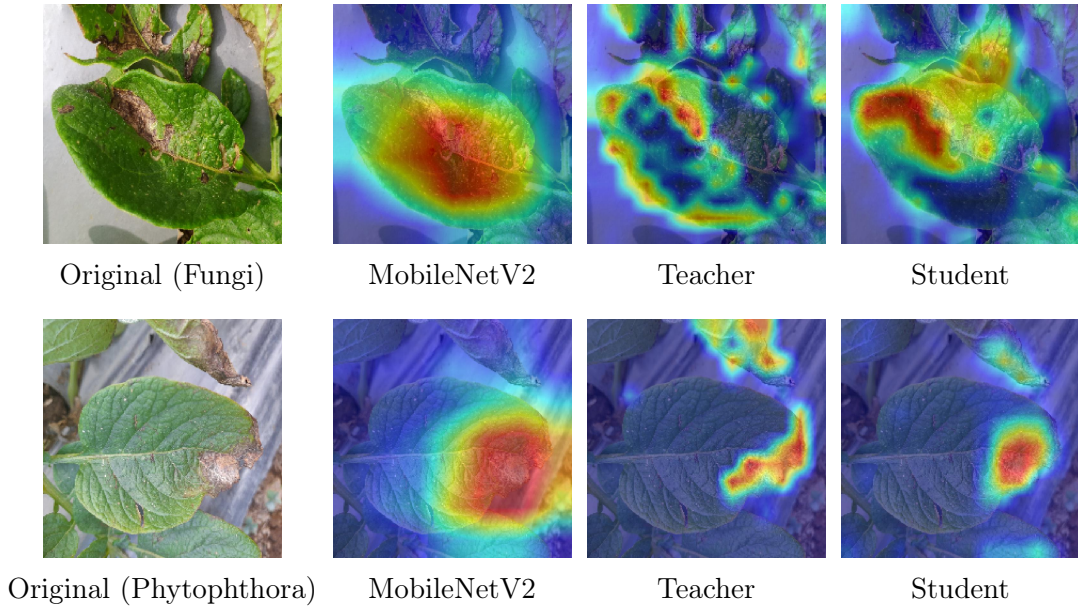 Original (Fungi) MobileNetV2 Teacher Student
Original (Phytophthora) MobileNetV2 Teacher Student